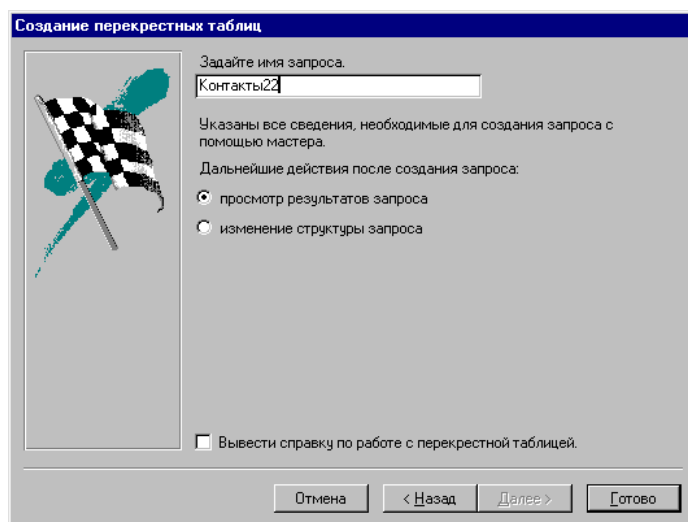 Создание перекрестных таблиц
Задайте имя запроса.
Контакты22
Указаны все сведения, необходимые для создания запроса с
помощью мастера.
Дальнейшие действия после создания запроса:
просмотр результатов запроса
изменение структуры запроса
Вывести справку по работе с перекрестной таблицей.
Отмена
< Назад
Далее >
Готово